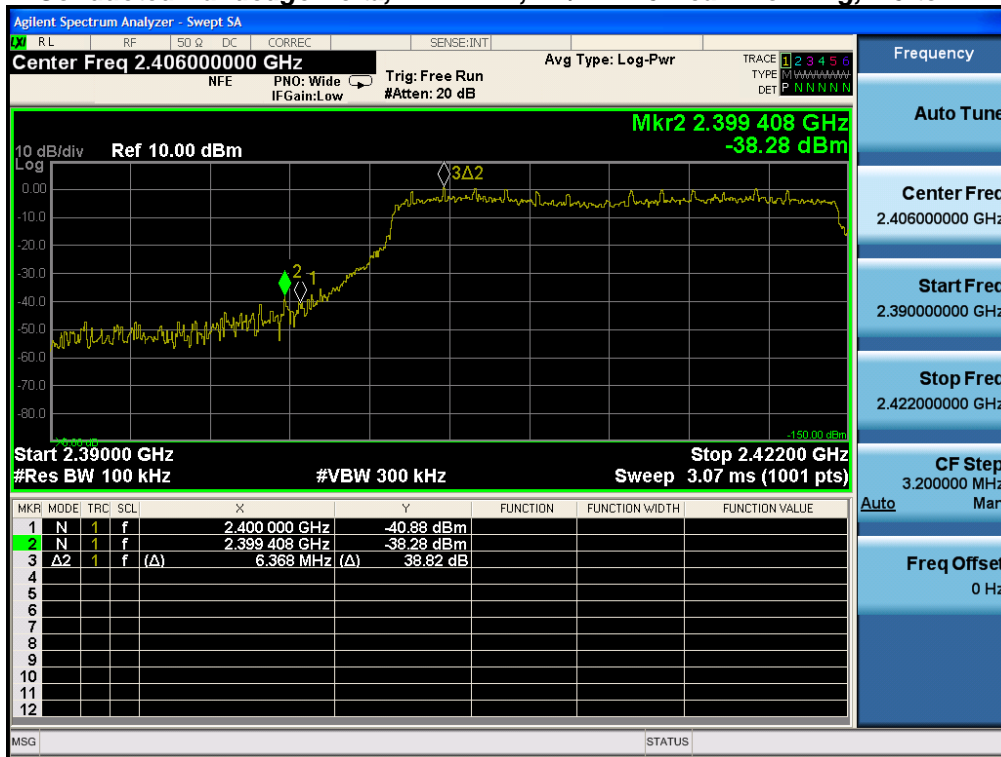 Agilent Spectrum Analyzer - Swept SA
LXI RL RF 50 Ω DC CORREC SENSE:INT
Center Freq 2.406000000 GHz
NFE PNO: Wide Trig: Free Run
IFGain:Low #Atten: 20 dB
Avg Type: Log-Pwr
TRACE 1 2 3 4 5 6
TYPE M
DET P N N N N N
Mkr2 2.399 408 GHz
-38.28 dBm
10 dB/div Ref 10.00 dBm
Log
3Δ2
0.00
-10.0
-20.0
2 1
-30.0
-40.0
-50.0
-60.0
-70.0
-80.0
-150.00 dBm
Start 2.39000 GHz Stop 2.42200 GHz
#Res BW 100 kHz #VBW 300 kHz Sweep 3.07 ms (1001 pts)
MKR MODE TRC SCL X Y FUNCTION FUNCTION WIDTH FUNCTION VALUE
1 N 1 f 2.400 000 GHz -40.88 dBm
2 N 1 f 2.399 408 GHz -38.28 dBm
3 Δ2 1 f (Δ) 6.368 MHz (Δ) 38.82 dB
4
5
6
7
8
9
10
11
12
MSG STATUS
Frequency
Auto Tune
Center Freq
2.406000000 GHz
Start Freq
2.390000000 GHz
Stop Freq
2.422000000 GHz
CF Step
3.200000 MHz
Auto Man
Freq Offset
0 Hz